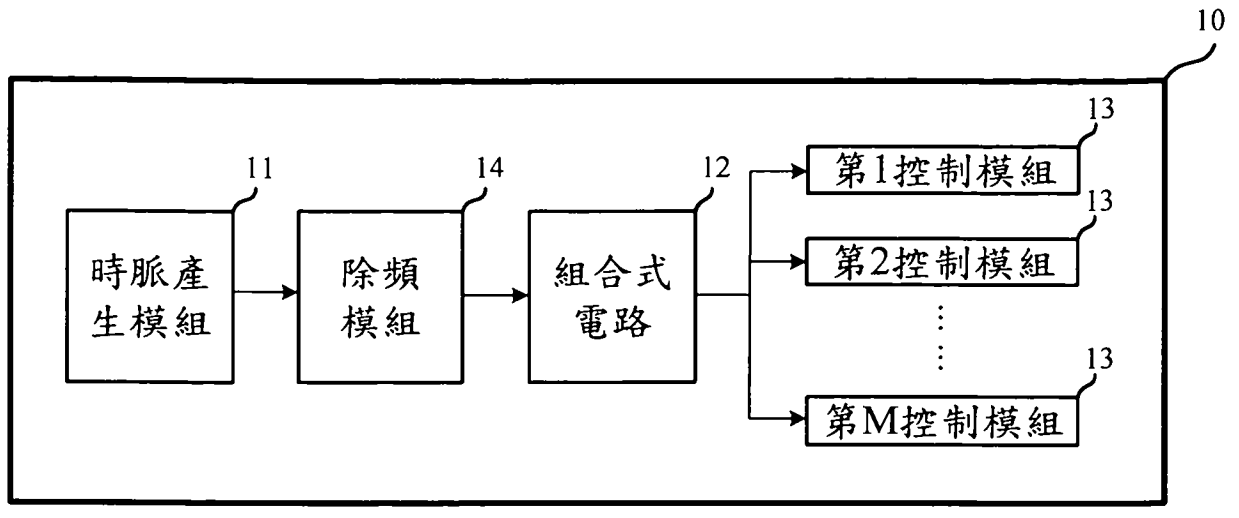 10
11
時脈產
生模組
14
除頻
模組
12
組合式
電路
13
第1控制模組
13
第2控制模組
13
第M控制模組